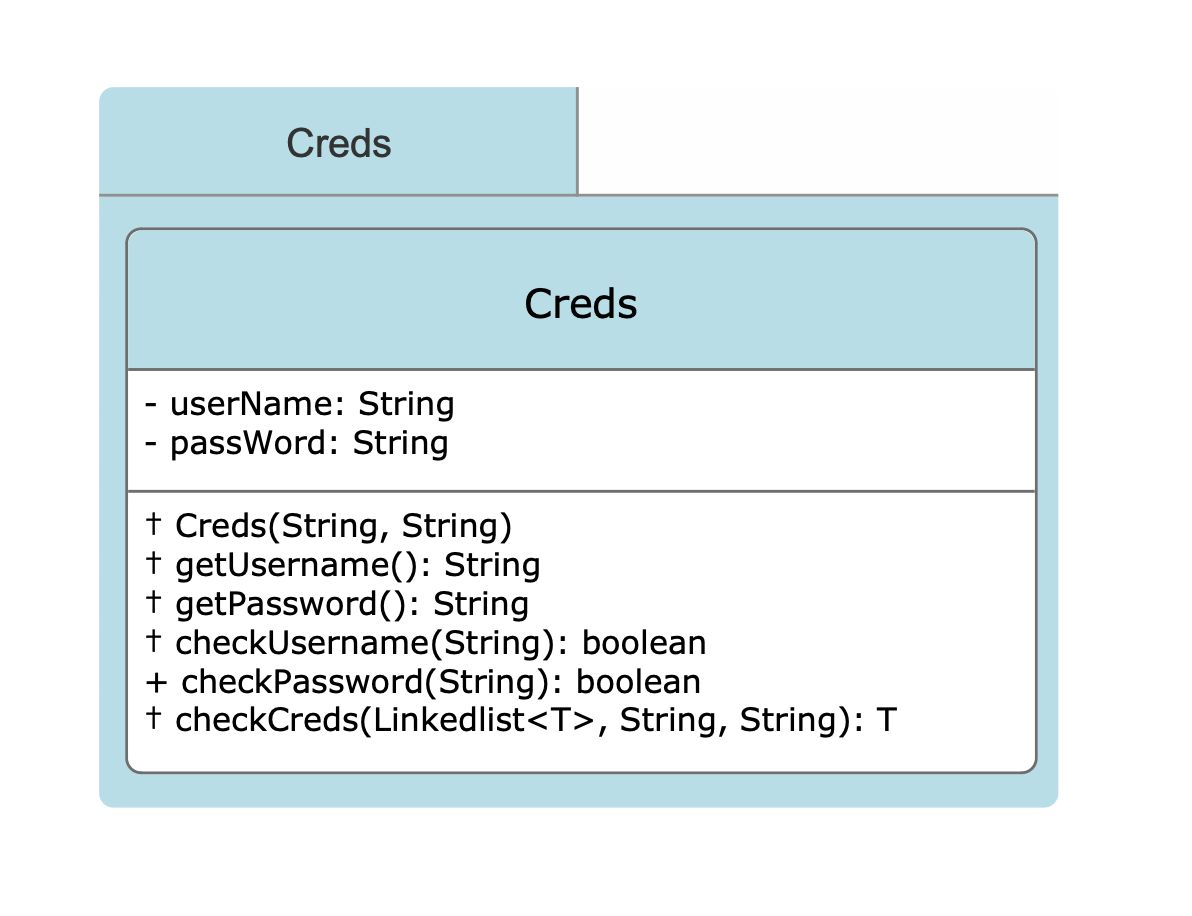 Creds
Creds
- userName: String
- passWord: String
† Creds(String, String)
† getUsername(): String
† getPassword(): String
† checkUsername(String): boolean
+ checkPassword(String): boolean
† checkCreds(Linkedlist<T>, String, String): T